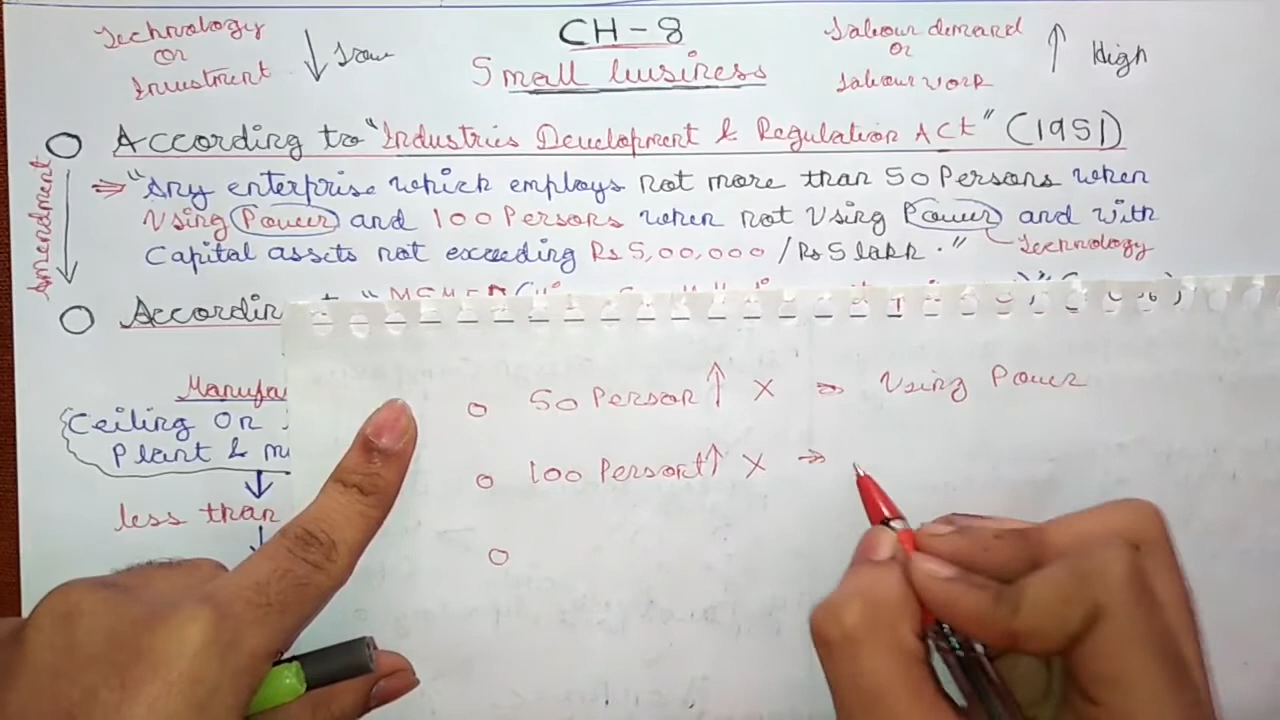 Technology
or
Investment
↓ Low
CH-8
Small business
Labour demand
or
Labour work
↑ High
According to "Industries Development & Regulation Act" (1951)
Amendment
⇒ "Any enterprise which employs not more than 50 Persons when
Using Power and 100 Persons when not Using Power and with
Capital assets not exceeding Rs 5,00,000 / Rs 5 lakh."
Technology
Accordin
Manufa
Ceiling On
Plant & m
less than
50 Person ↑ X ⇒ Using Power
100 Person ↑ X ⇒